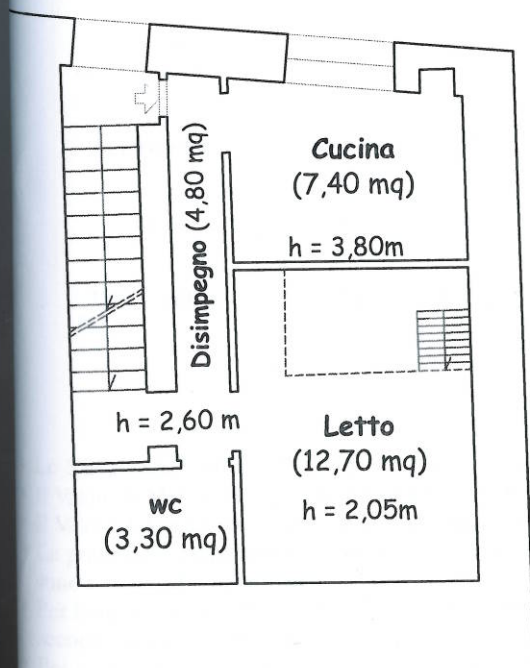 Cucina
(7,40 mq)
h = 3,80m
Disimpegno (4,80 mq)
h = 2,60 m
Letto
(12,70 mq)
h = 2,05m
wc
(3,30 mq)